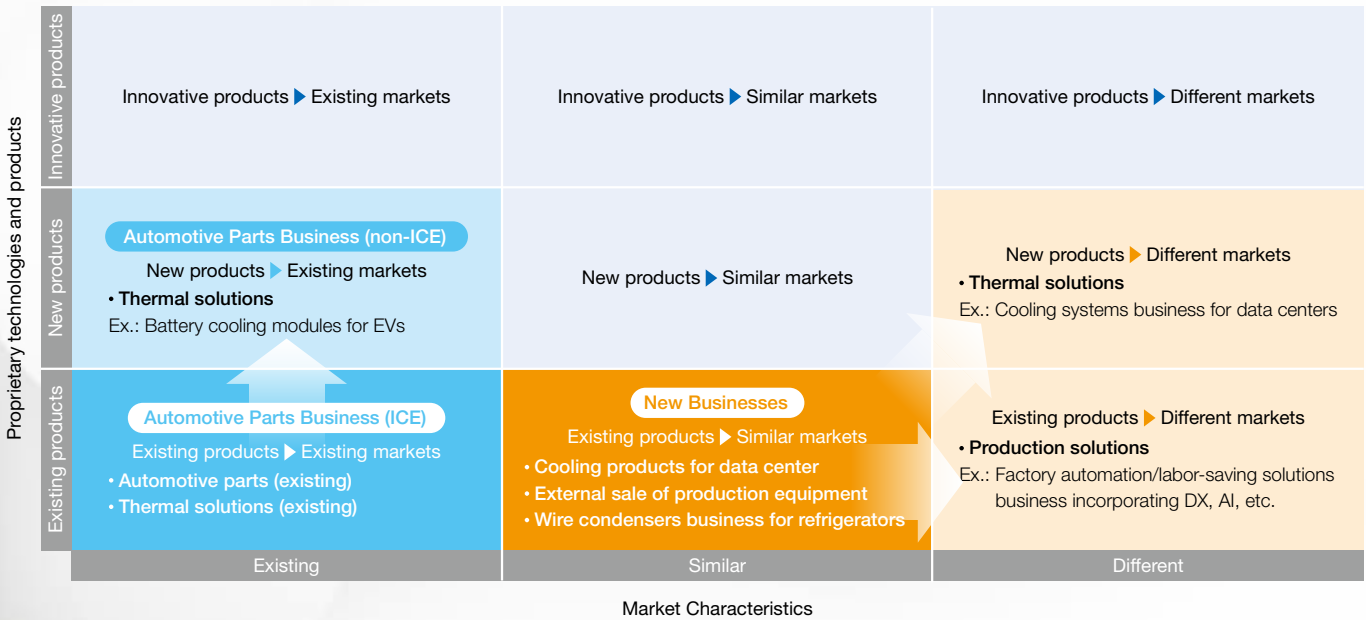 Proprietary technologies and products
Innovative products
Innovative products ▶ Existing markets
Innovative products ▶ Similar markets
Innovative products ▶ Different markets
New products
Automotive Parts Business (non-ICE)
New products ▶ Existing markets
• Thermal solutions
Ex.: Battery cooling modules for EVs
New products ▶ Similar markets
New products ▶ Different markets
• Thermal solutions
Ex.: Cooling systems business for data centers
Existing products
Automotive Parts Business (ICE)
Existing products ▶ Existing markets
• Automotive parts (existing)
• Thermal solutions (existing)
New Businesses
Existing products ▶ Similar markets
• Cooling products for data center
• External sale of production equipment
• Wire condensers business for refrigerators
Existing products ▶ Different markets
• Production solutions
Ex.: Factory automation/labor-saving solutions
business incorporating DX, AI, etc.
Existing
Similar
Different
Market Characteristics